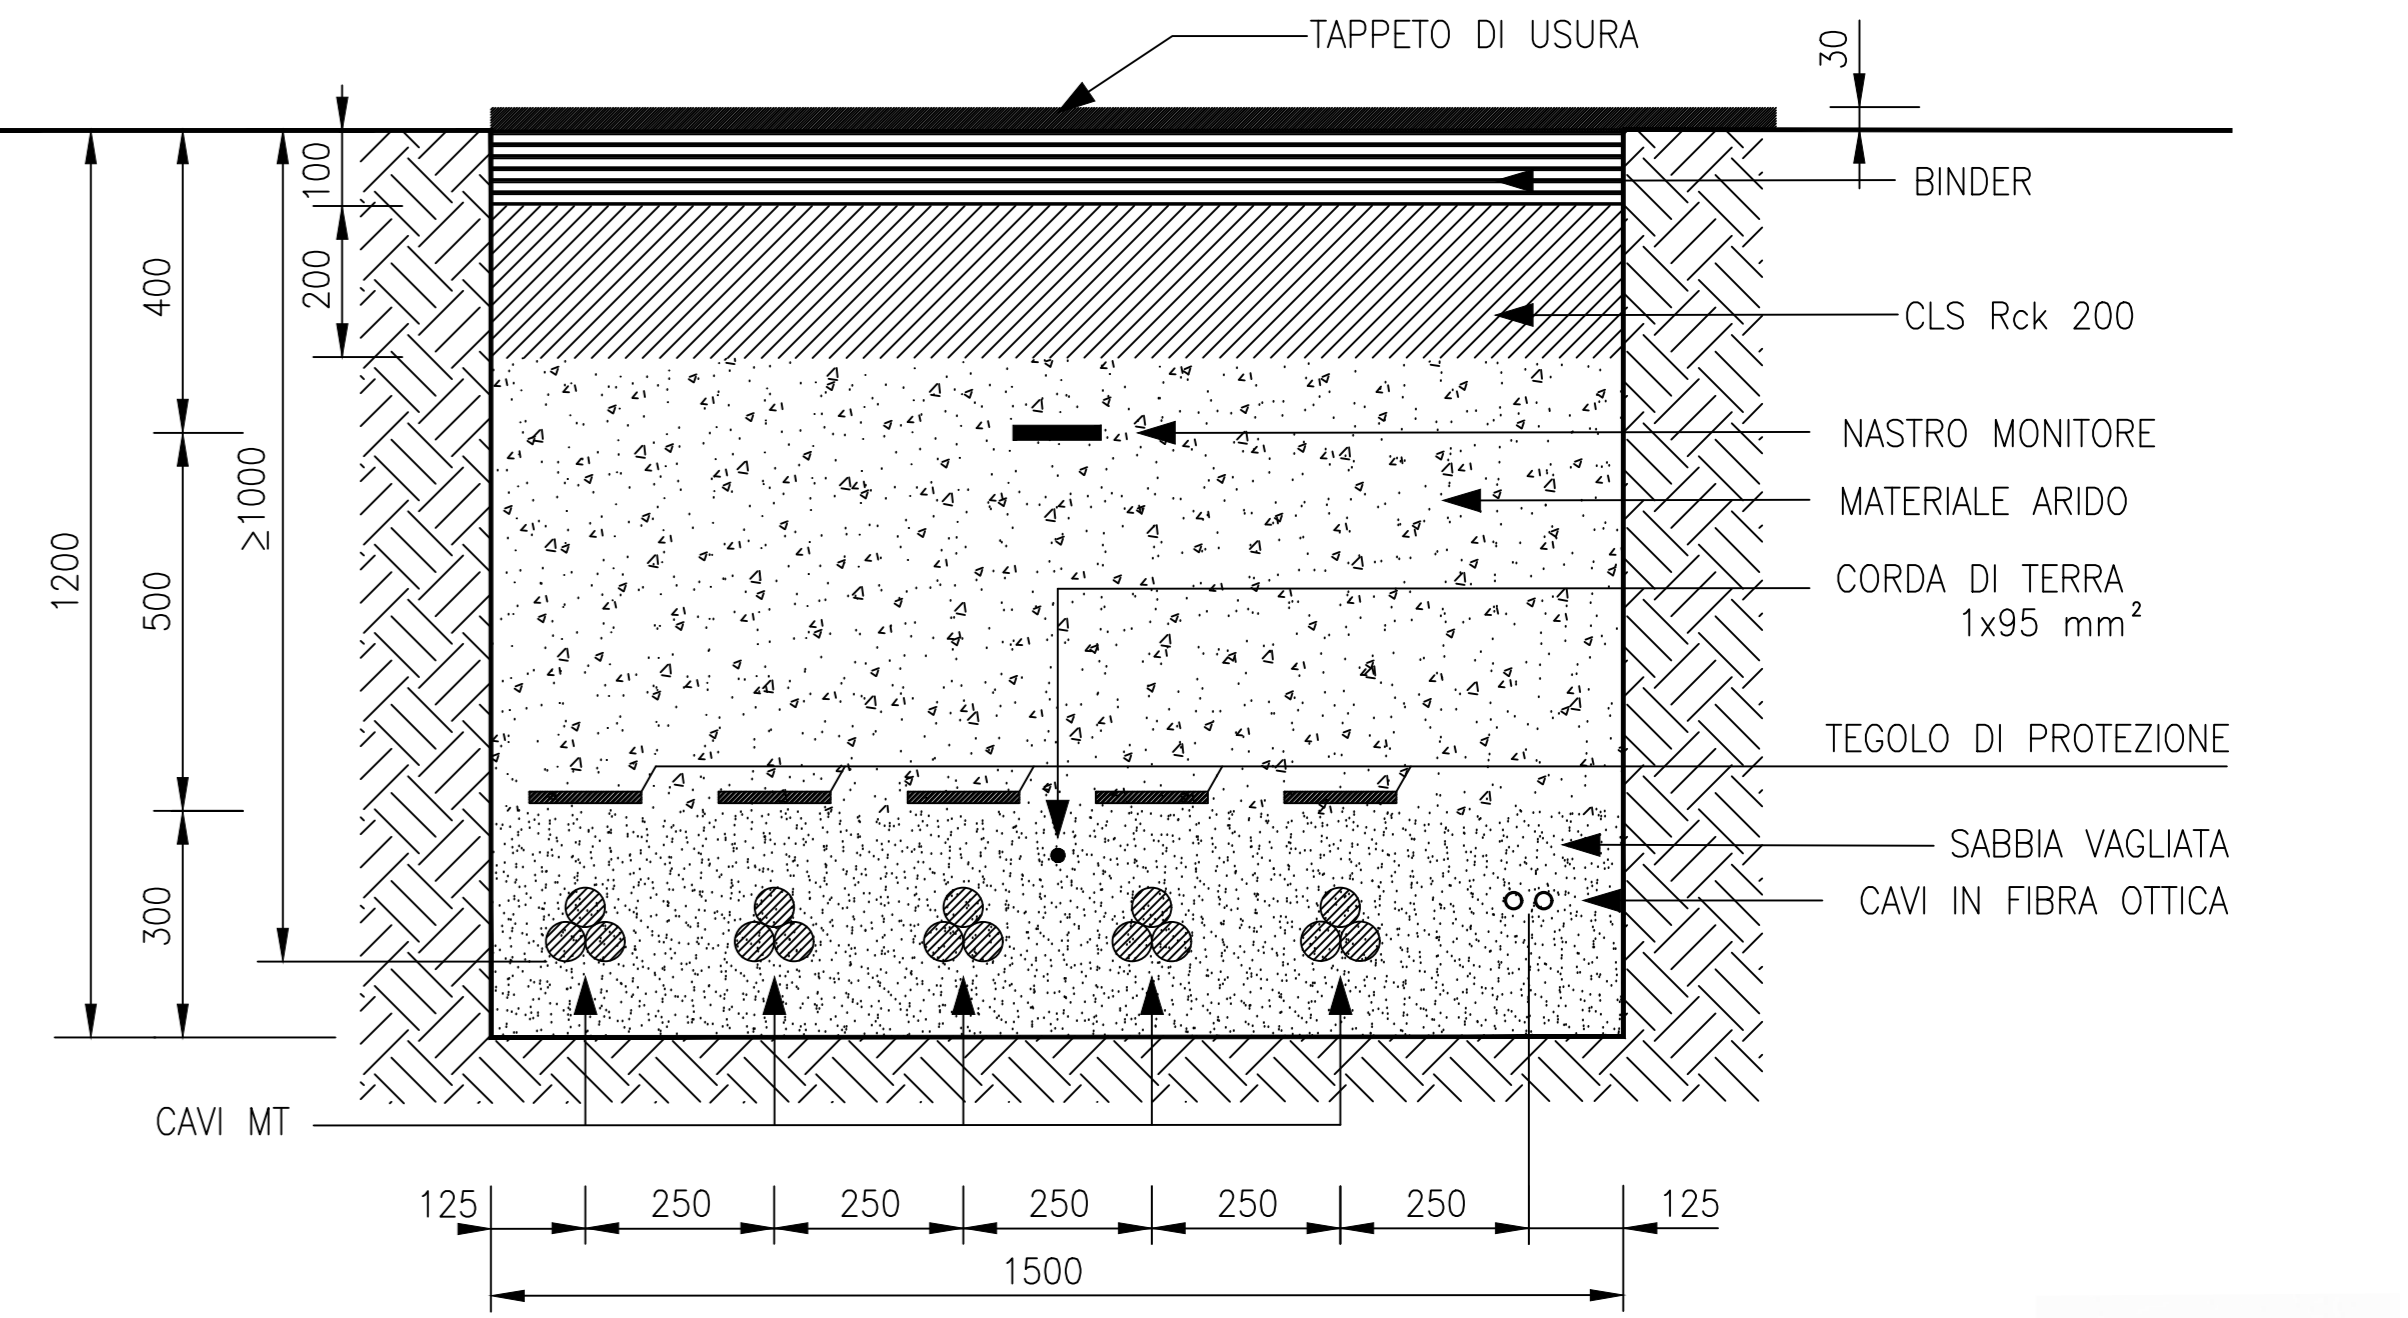 TAPPETO DI USURA
30
100
BINDER
200
400
CLS Rck 200
NASTRO MONITORE
≥1000
MATERIALE ARIDO
1200
500
CORDA DI TERRA
1x95 mm²
TEGOLO DI PROTEZIONE
SABBIA VAGLIATA
300
CAVI IN FIBRA OTTICA
CAVI MT
125 250 250 250 250 250 125
1500